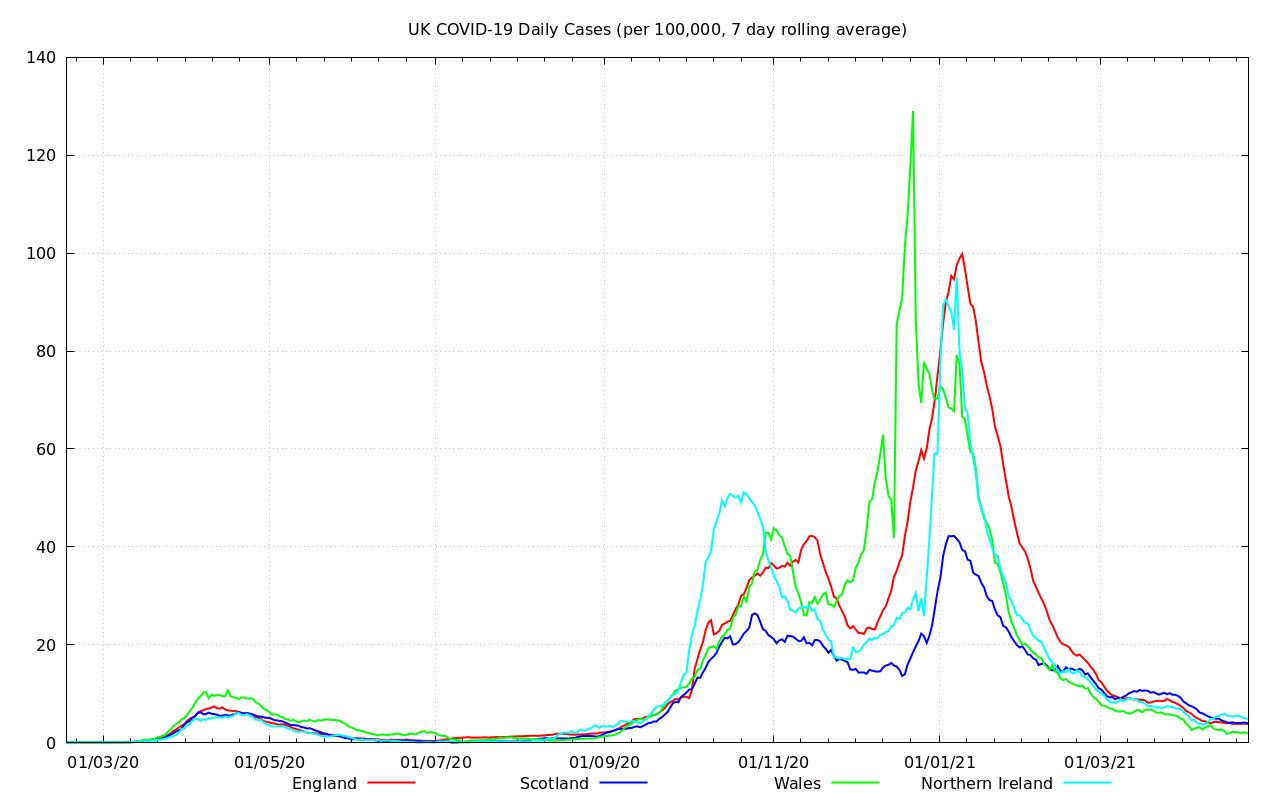 UK COVID-19 Daily Cases (per 100,000, 7 day rolling average)
140
120
100
80
60
40
20
0
01/03/20 01/05/20 01/07/20 01/09/20 01/11/20 01/01/21 01/03/21
England Scotland Wales Northern Ireland